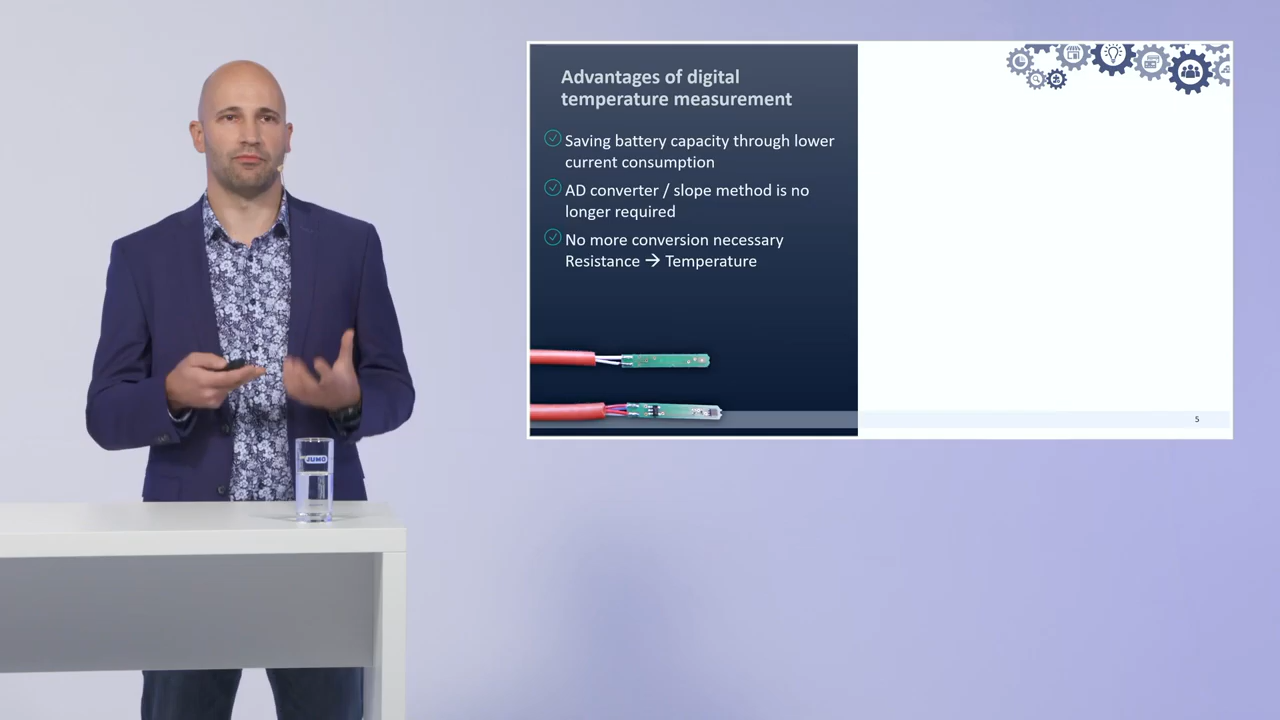 Advantages of digital
temperature measurement
Saving battery capacity through lower
current consumption
AD converter / slope method is no
longer required
No more conversion necessary
Resistance → Temperature
5
JUMO